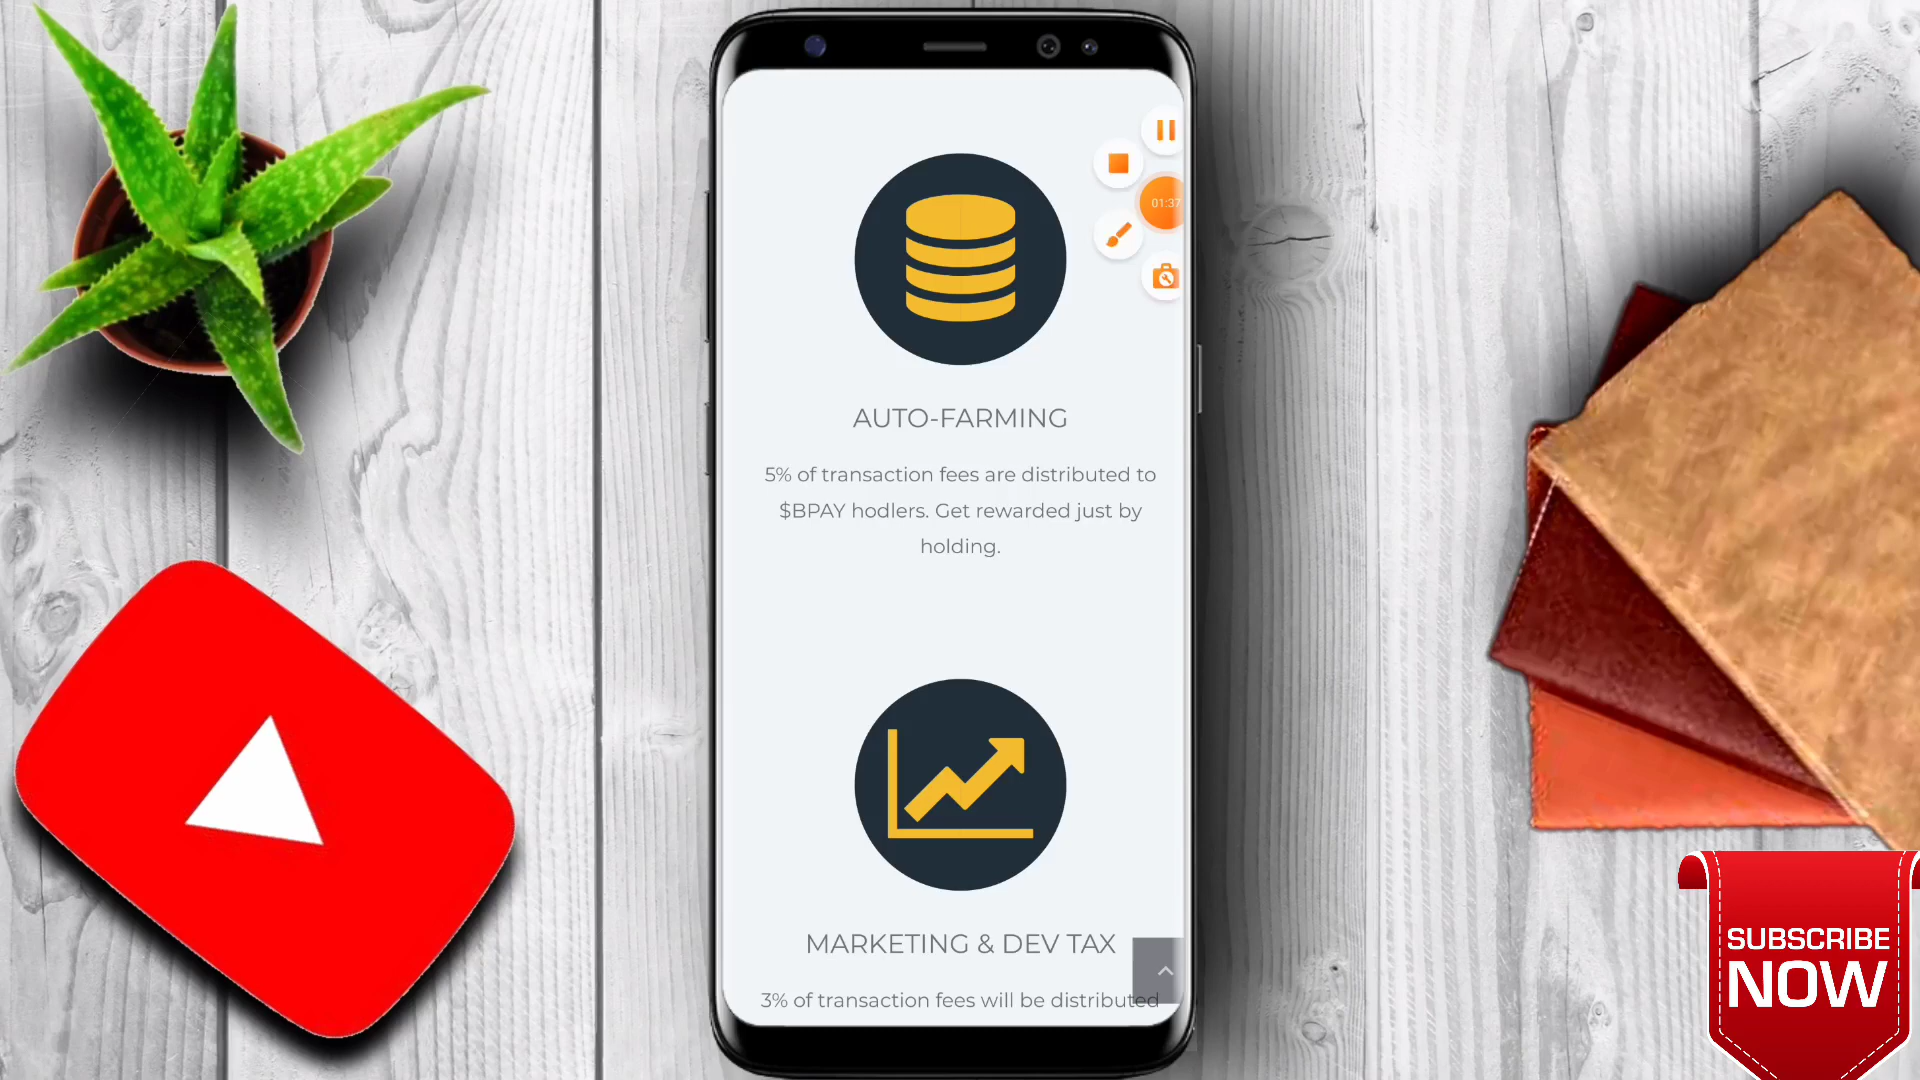 01:37
AUTO-FARMING
5% of transaction fees are distributed to
$BPAY hodlers. Get rewarded just by
holding.
MARKETING & DEV TAX
3% of transaction fees will be distributed
SUBSCRIBE
NOW